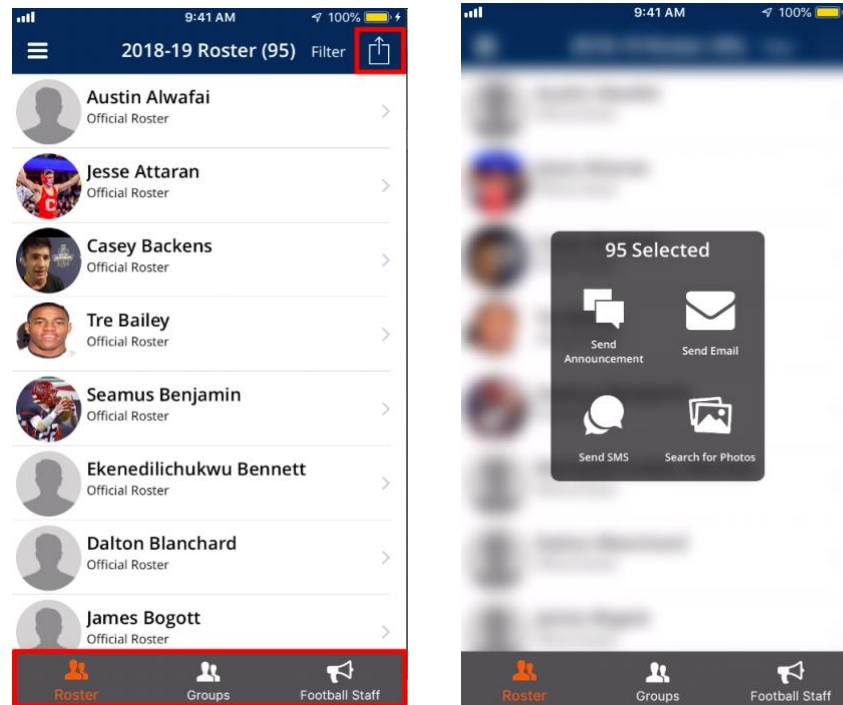 9:41 AM
100%
2018-19 Roster (95) Filter
Austin Alwafai
Official Roster
Jesse Attaran
Official Roster
C
Casey Backens
Official Roster
Tre Bailey
Official Roster
Seamus Benjamin
Official Roster
Ekenedilichukwu Bennett
Official Roster
Dalton Blanchard
Official Roster
James Bogott
Official Roster
Roster Groups Football Staff
9:41 AM
100%
95 Selected
Send
Announcement
Send Email
Send SMS
Search for Photos
Roster Groups Football Staff